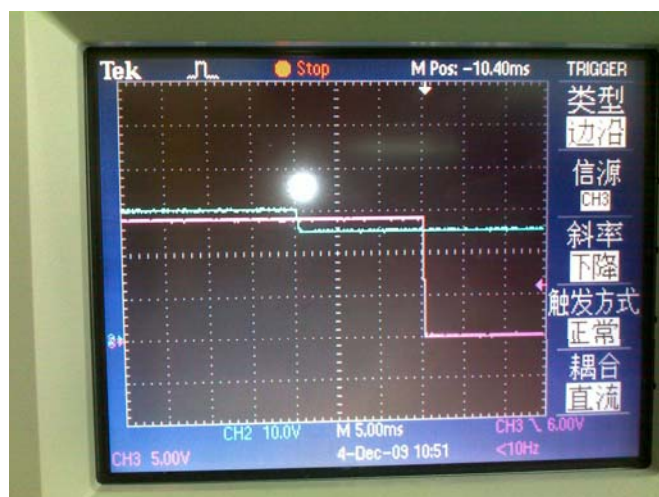 Tek Stop M Pos: -10.40ms TRIGGER
类型
边沿
信源
CH3
斜率
下降
触发方式
正常
耦合
直流
CH2 10.0V M 5.00ms CH3 \ 6.00V
CH3 5.00V 4-Dec-09 10:51 <10Hz